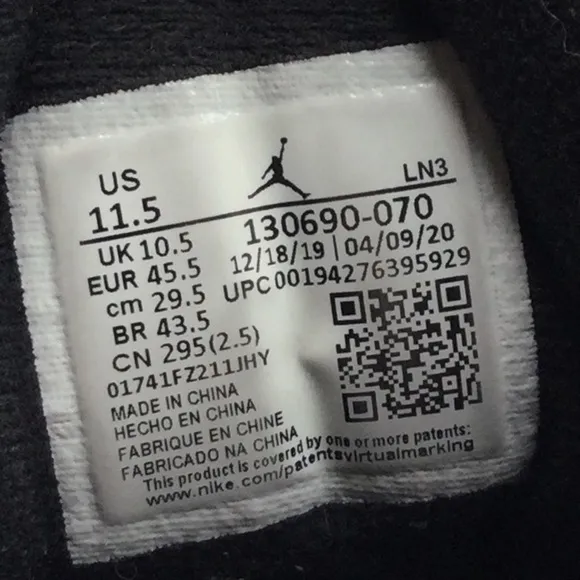 US
LN3
11.5
130690-070
UK 10.5
12/18/19 | 04/09/20
EUR 45.5
UPC00194276395929
cm 29.5
BR 43.5
CN 295(2.5)
01741FZ211JHY
MADE IN CHINA
HECHO EN CHINA
FABRIQUE EN CHINE
FABRICADO NA CHINA
This product is covered by one or more patents:
www.nike.com/patentsvirtualmarking